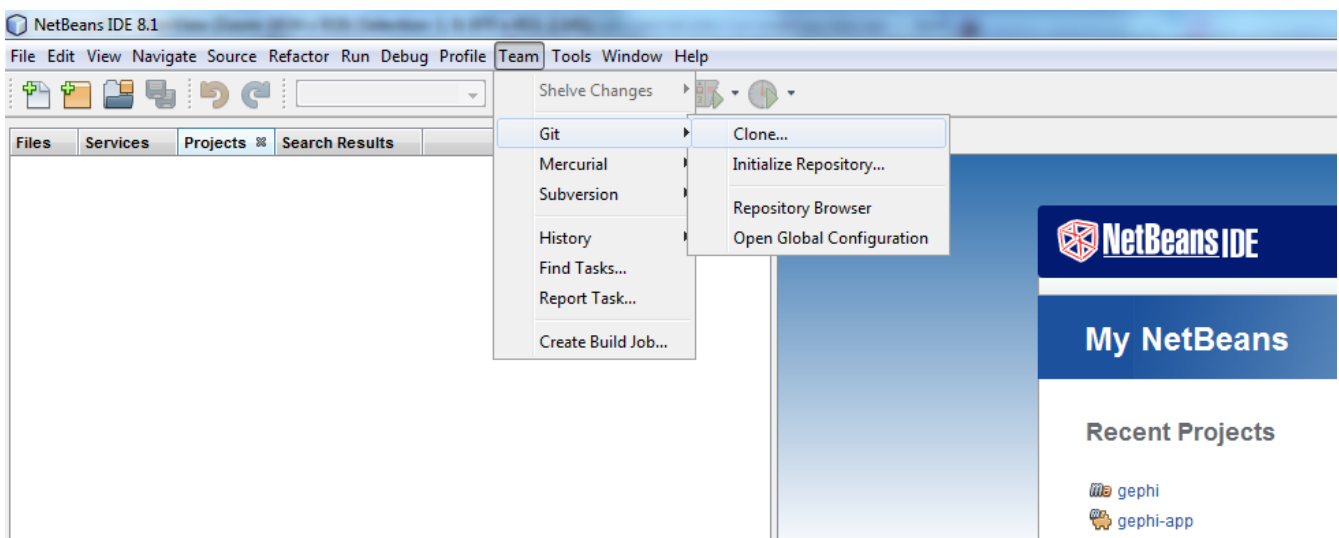 NetBeans IDE 8.1
File Edit View Navigate Source Refactor Run Debug Profile Team Tools Window Help
Shelve Changes
Files Services Projects Search Results
Git
Mercurial
Subversion
History
Find Tasks...
Report Task...
Create Build Job...
Clone...
Initialize Repository...
Repository Browser
Open Global Configuration
NetBeans IDE
My NetBeans
Recent Projects
gephi
gephi-app